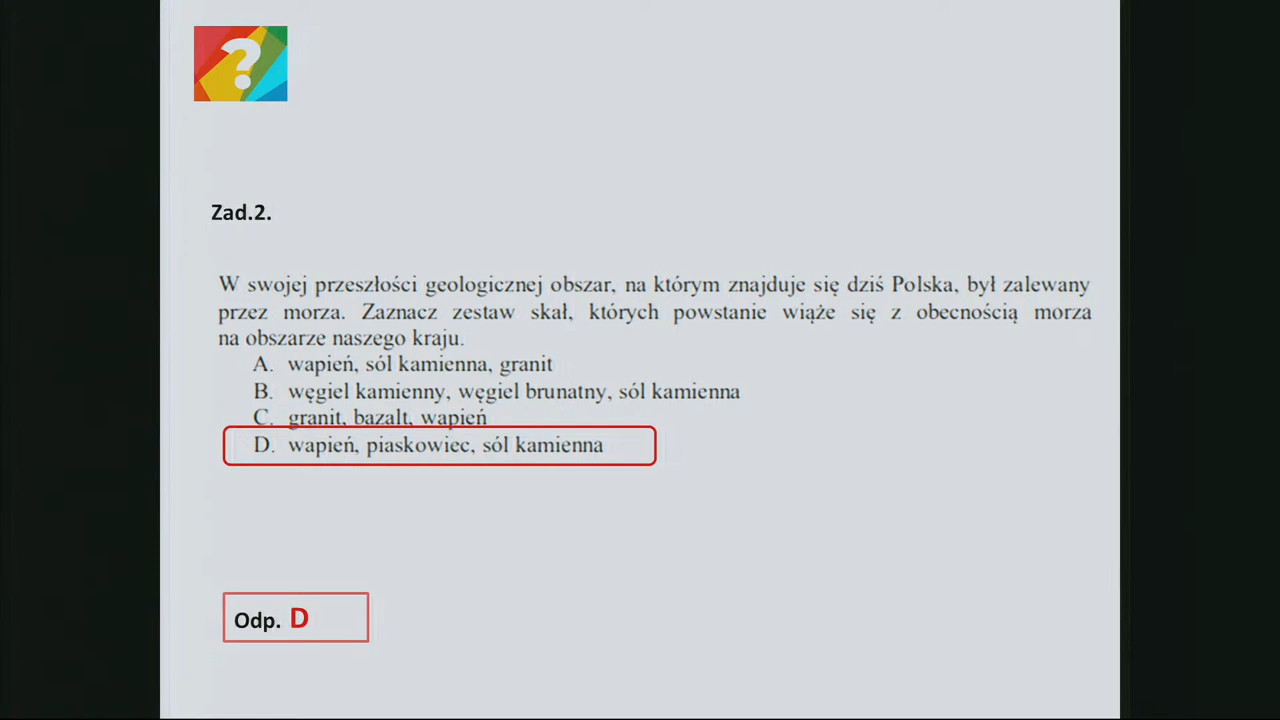 ?
Zad.2.
W swojej przeszłości geologicznej obszar, na którym znajduje się dziś Polska, był zalewany
przez morza. Zaznacz zestaw skał, których powstanie wiąże się z obecnością morza
na obszarze naszego kraju.
A. wapień, sól kamienna, granit
B. węgiel kamienny, węgiel brunatny, sól kamienna
C. granit, bazalt, wapień
D. wapień, piaskowiec, sól kamienna
Odp. D